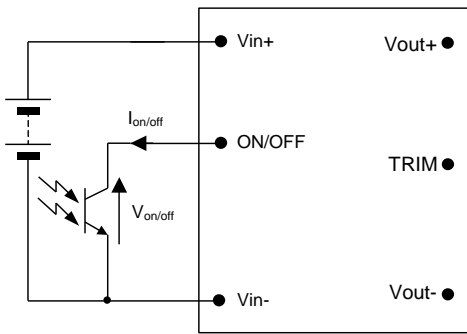 Vin+
Vout+
Ion/off
ON/OFF
TRIM
Von/off
Vin-
Vout-